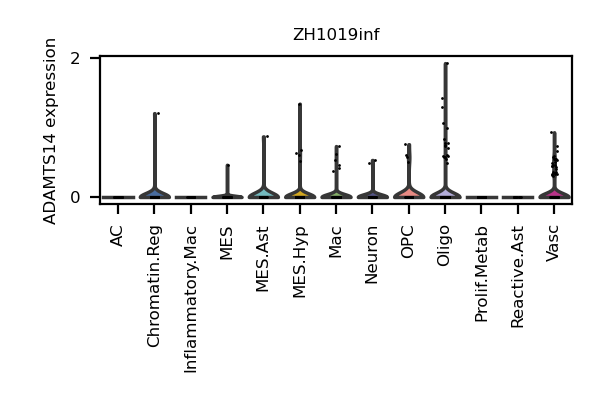 ZH1019inf
ADAMTS14 expression
2
0
AC
Chromatin.Reg
Inflammatory.Mac
MES
MES.Ast
MES.Hyp
Mac
Neuron
OPC
Oligo
Prolif.Metab
Reactive.Ast
Vasc